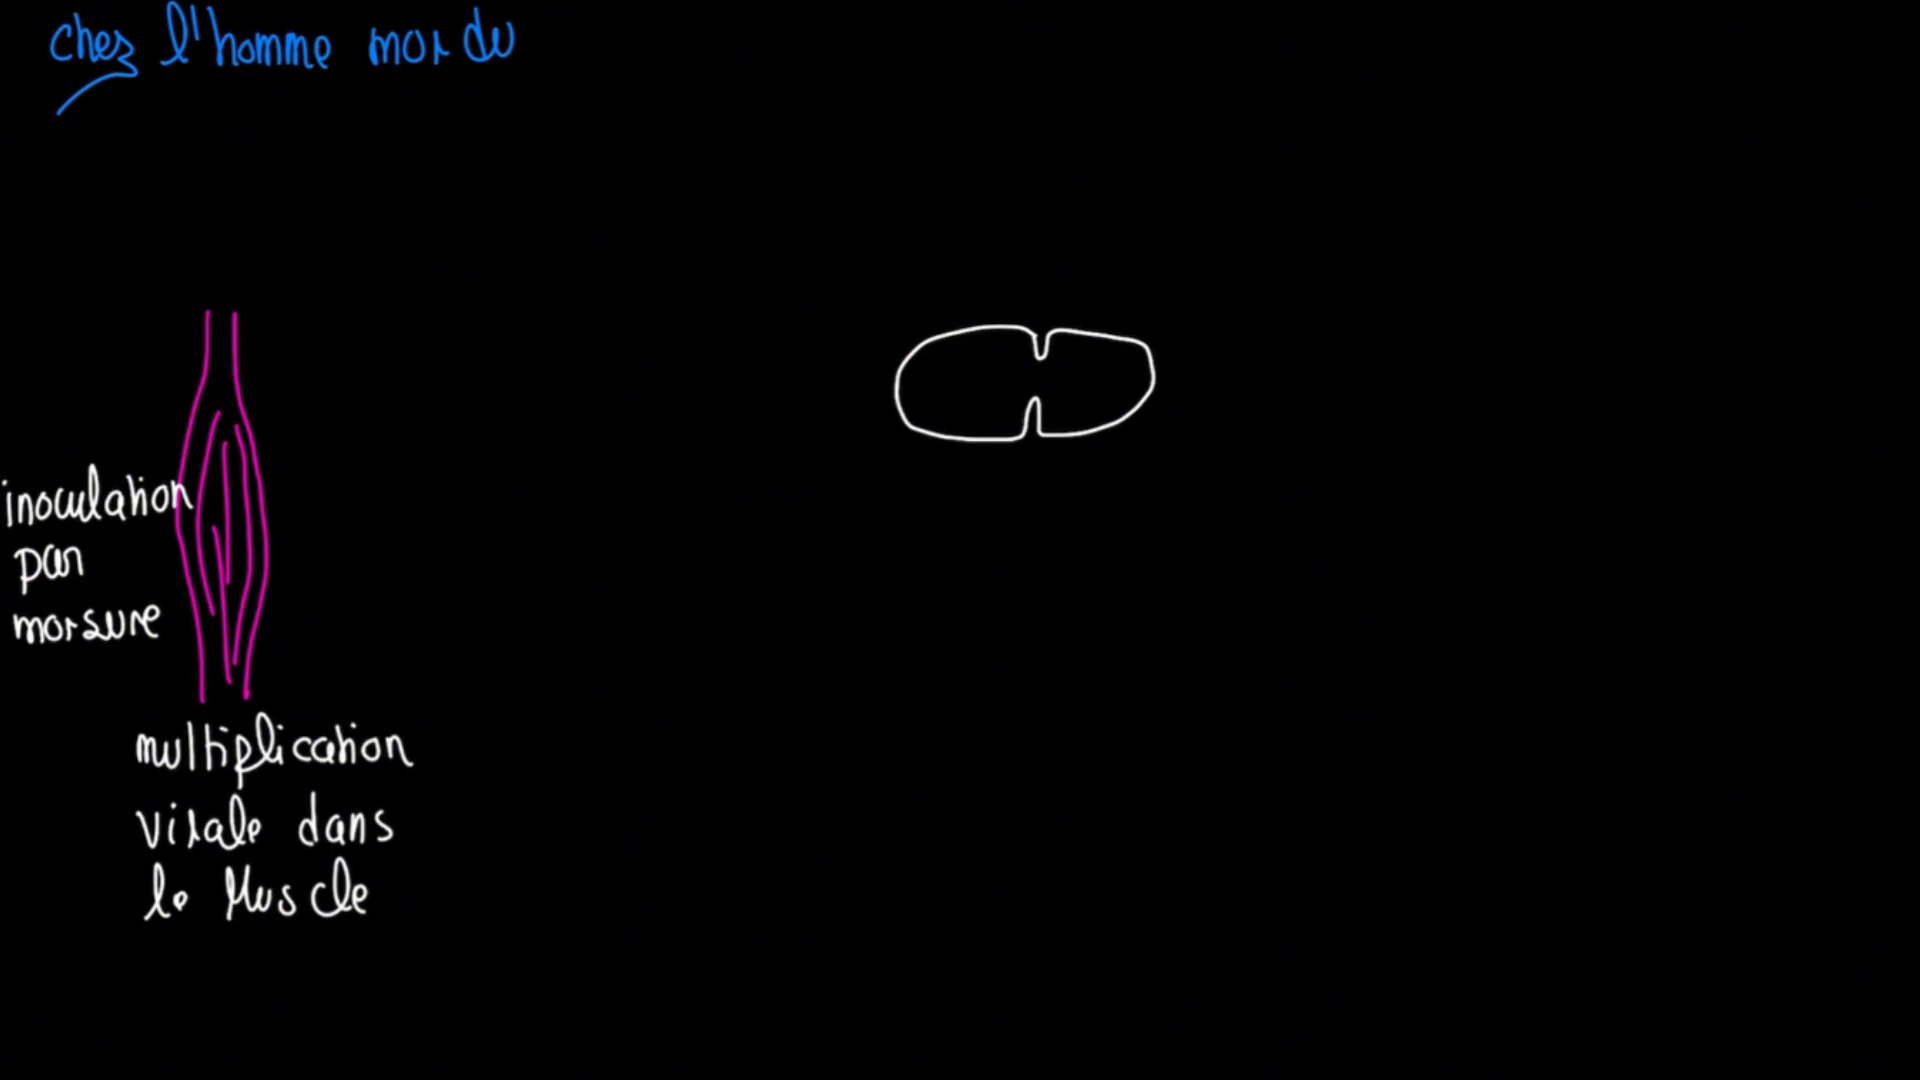 chez l'homme mordu
inoculation
par
morsure
multiplication
virale dans
le Muscle